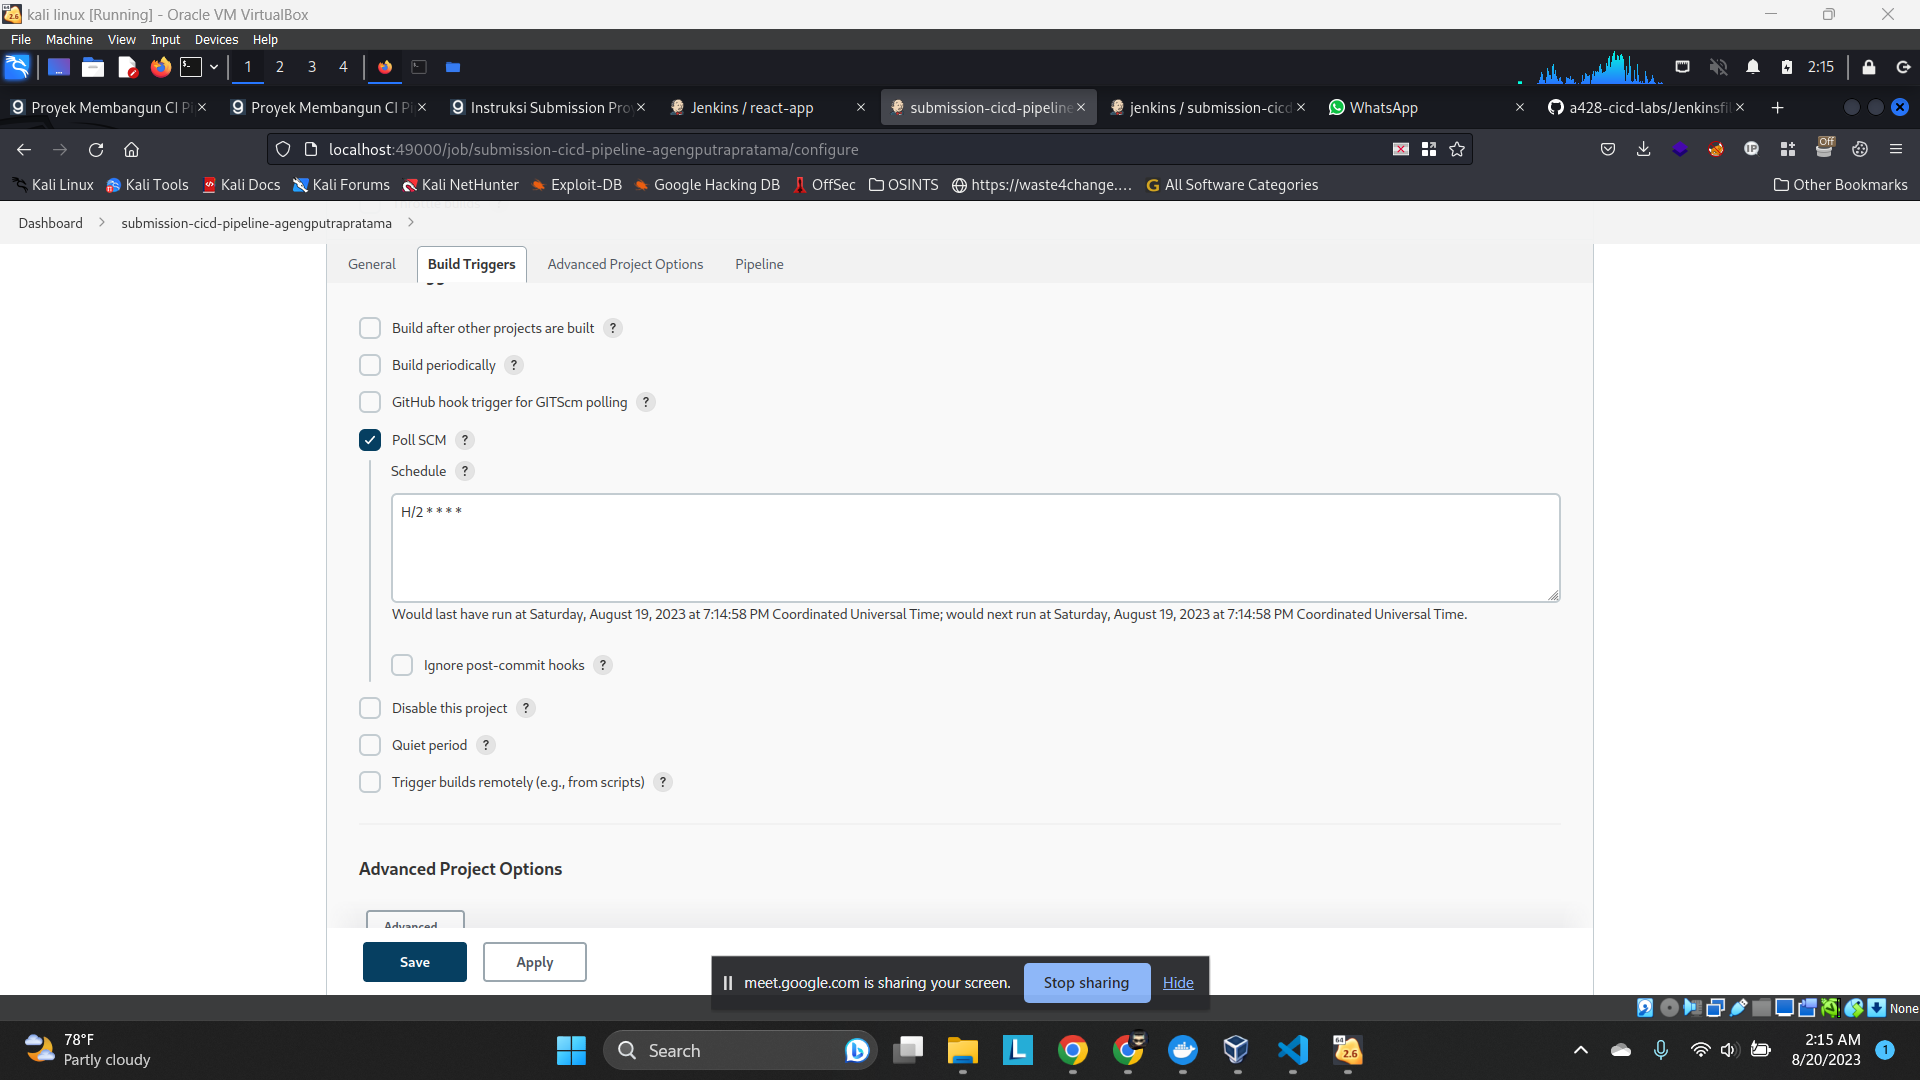 kali linux [Running] - Oracle VM VirtualBox
File Machine View Input Devices Help
1 2 3 4
2:15
Proyek Membangun CI Pi
Proyek Membangun CI Pi
Instruksi Submission Proy
Jenkins / react-app
submission-cicd-pipeline
jenkins / submission-cicd
WhatsApp
a428-cicd-labs/Jenkinsfil
localhost:49000/job/submission-cicd-pipeline-agengputrapratama/configure
Off
IP
Kali Linux Kali Tools Kali Docs Kali Forums Kali NetHunter Exploit-DB Google Hacking DB OffSec OSINTS https://waste4change.... All Software Categories Other Bookmarks
Dashboard submission-cicd-pipeline-agengputrapratama
General Build Triggers Advanced Project Options Pipeline
Build after other projects are built ?
Build periodically ?
GitHub hook trigger for GITScm polling ?
Poll SCM ?
Schedule ?
H/2 * * * *
Would last have run at Saturday, August 19, 2023 at 7:14:58 PM Coordinated Universal Time; would next run at Saturday, August 19, 2023 at 7:14:58 PM Coordinated Universal Time.
Ignore post-commit hooks ?
Disable this project ?
Quiet period ?
Trigger builds remotely (e.g., from scripts) ?
Advanced Project Options
Advanced
Save Apply
meet.google.com is sharing your screen. Stop sharing Hide
None
78°F
Partly cloudy
Search
2:15 AM
8/20/2023
1